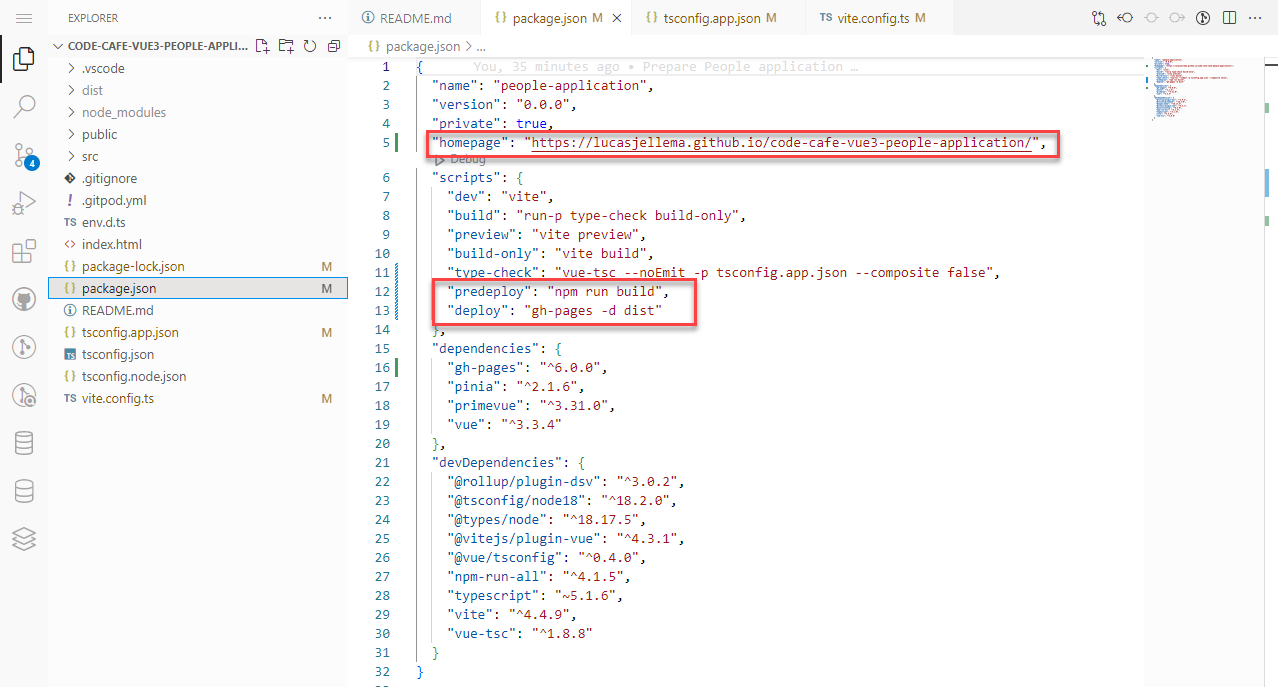 EXPLORER
CODE-CAFE-VUE3-PEOPLE-APPLI...
.vscode
dist
node_modules
public
src
.gitignore
.gitpod.yml
TS env.d.ts
index.html
package-lock.json M
package.json M
README.md
tsconfig.app.json M
tsconfig.json
tsconfig.node.json
TS vite.config.ts M
4
README.md
package.json M
tsconfig.app.json M
TS vite.config.ts M
package.json > ...
1 { You, 35 minutes ago • Prepare People application …
2 "name": "people-application",
3 "version": "0.0.0",
4 "private": true,
5 "homepage": "https://lucasjellema.github.io/code-cafe-vue3-people-application/",
Debug
6 "scripts": {
7 "dev": "vite",
8 "build": "run-p type-check build-only",
9 "preview": "vite preview",
10 "build-only": "vite build",
11 "type-check": "vue-tsc --noEmit -p tsconfig.app.json --composite false",
12 "predeploy": "npm run build",
13 "deploy": "gh-pages -d dist"
14 },
15 "dependencies": {
16 "gh-pages": "^6.0.0",
17 "pinia": "^2.1.6",
18 "primevue": "^3.31.0",
19 "vue": "^3.3.4"
20 },
21 "devDependencies": {
22 "@rollup/plugin-dsv": "^3.0.2",
23 "@tsconfig/node18": "^18.2.0",
24 "@types/node": "^18.17.5",
25 "@vitejs/plugin-vue": "^4.3.1",
26 "@vue/tsconfig": "^0.4.0",
27 "npm-run-all": "^4.1.5",
28 "typescript": "~5.1.6",
29 "vite": "^4.4.9",
30 "vue-tsc": "^1.8.8"
31 }
32 }